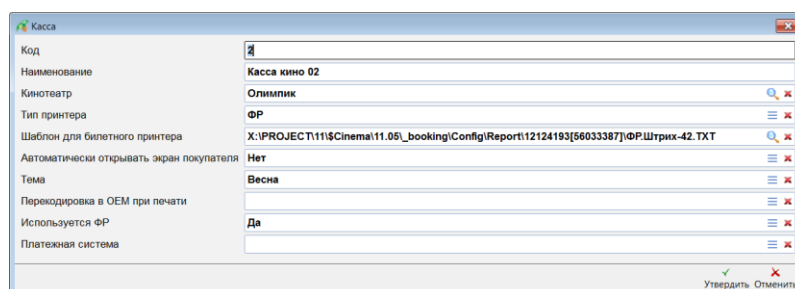 Касса
Код 2
Наименование Касса кино 02
Кинотеатр Олимпик
Тип принтера ФР
Шаблон для билетного принтера X:\PROJECT\11\$Cinema\11.05\_booking\Config\Report\12124193[56033387]\ФР.Штрих-42.TXT
Автоматически открывать экран покупателя Нет
Тема Весна
Перекодировка в OEM при печати
Используется ФР Да
Платежная система
Утвердить Отменить